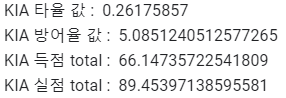 KIA 타율 값 : 0.26175857
KIA 방어율 값 : 5.0851240512577265
KIA 득점 total : 66.14735722541809
KIA 실점 total : 89.45397138595581